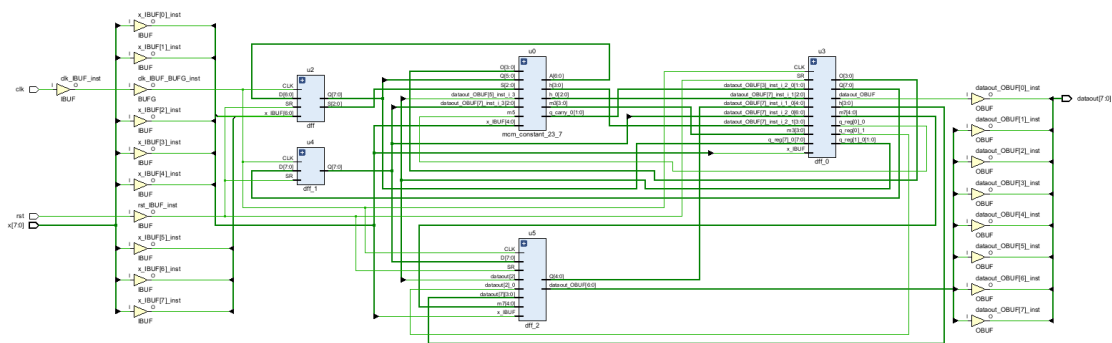 x_IBUF[0]_inst
I O
IBUF
x_IBUF[1]_inst
I O
IBUF
clk
clk_IBUF_inst
I O
IBUF
clk_IBUF_BUFG_inst
I O
BUFG
x_IBUF[2]_inst
I O
IBUF
x_IBUF[3]_inst
I O
IBUF
x_IBUF[4]_inst
I O
IBUF
rst
rst_IBUF_inst
I O
IBUF
x[7:0]
x_IBUF[5]_inst
I O
IBUF
x_IBUF[6]_inst
I O
IBUF
x_IBUF[7]_inst
I O
IBUF
u2
CLK
D[6:0]
SR
x_IBUF[6:0]
Q[7:0]
S[2:0]
dff
u4
CLK
D[7:0]
SR
Q[7:0]
dff_1
u0
O[3:0]
Q[5:0]
S[2:0]
dataout_OBUF[5]_inst_i_3
dataout_OBUF[7]_inst_i_3[2:0]
m5
x_IBUF[4:0]
A[6:0]
h[3:0]
h_0[2:0]
m3[3:0]
q_carry_0[1:0]
mcm_constant_23_7
u5
CLK
D[7:0]
SR
dataout[2]
dataout[2]_0
dataout[7][3:0]
m7[4:0]
x_IBUF
Q[4:0]
dataout_OBUF[6:0]
dff_2
u3
CLK
SR
dataout_OBUF[3]_inst_i_2_0[1:0]
dataout_OBUF[7]_inst_i_1[2:0]
dataout_OBUF[7]_inst_i_1_0[4:0]
dataout_OBUF[7]_inst_i_2_0[6:0]
dataout_OBUF[7]_inst_i_2_1[3:0]
m3[3:0]
q_reg[7]_0[7:0]
x_IBUF
O[3:0]
Q[7:0]
dataout_OBUF
h[3:0]
m7[4:0]
q_reg[0]_0
q_reg[0]_1
q_reg[1]_0[1:0]
dff_0
dataout_OBUF[0]_inst
I O
OBUF
dataout[7:0]
dataout_OBUF[1]_inst
I O
OBUF
dataout_OBUF[2]_inst
I O
OBUF
dataout_OBUF[3]_inst
I O
OBUF
dataout_OBUF[4]_inst
I O
OBUF
dataout_OBUF[5]_inst
I O
OBUF
dataout_OBUF[6]_inst
I O
OBUF
dataout_OBUF[7]_inst
I O
OBUF